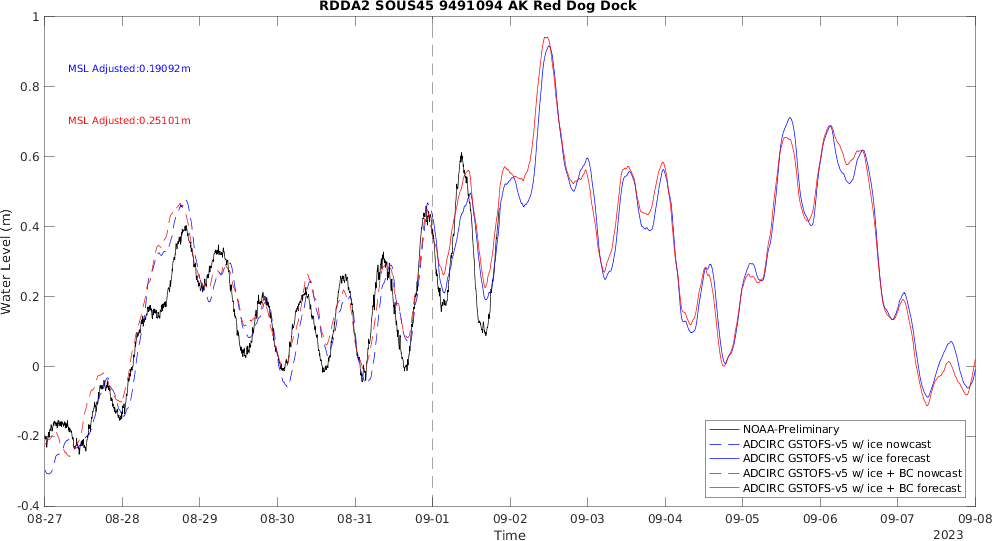 RDDA2 SOUS45 9491094 AK Red Dog Dock
MSL Adjusted:0.19092m
MSL Adjusted:0.25101m
Water Level (m)
1
0.8
0.6
0.4
0.2
0
-0.2
-0.4
NOAA-Preliminary
ADCIRC GSTOFS-v5 w/ ice nowcast
ADCIRC GSTOFS-v5 w/ ice forecast
ADCIRC GSTOFS-v5 w/ ice + BC nowcast
ADCIRC GSTOFS-v5 w/ ice + BC forecast
08-27 08-28 08-29 08-30 08-31 09-01 09-02 09-03 09-04 09-05 09-06 09-07 09-08
Time
2023